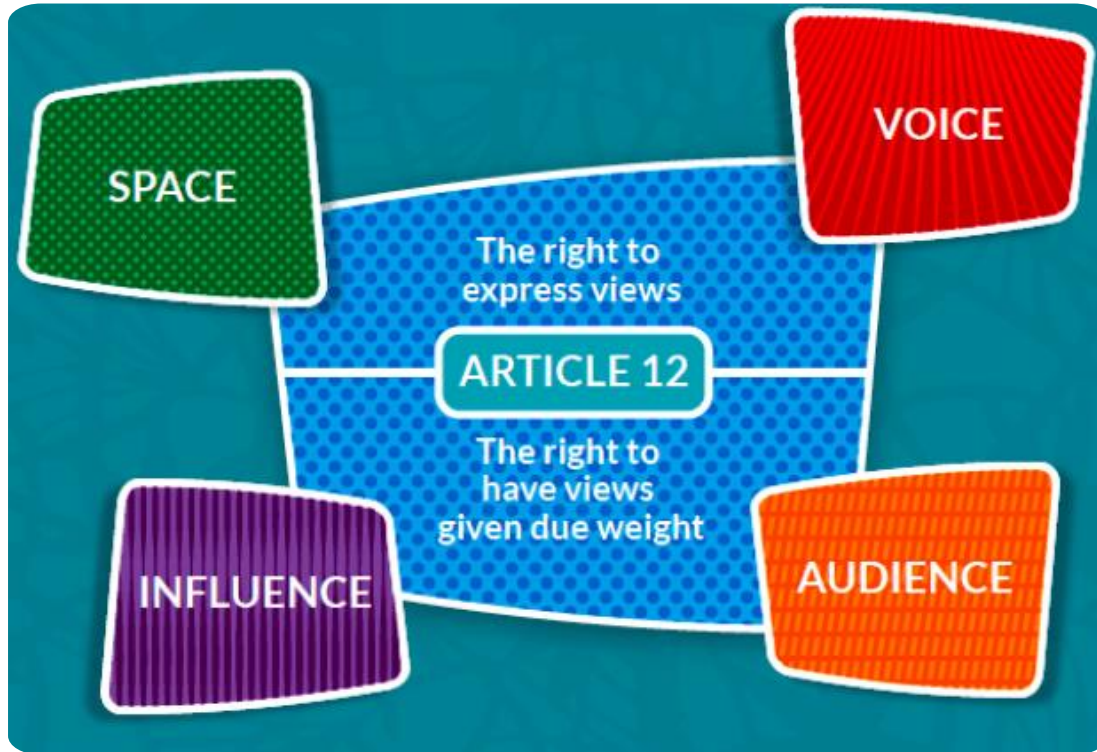 SPACE
VOICE
The right to
express views
ARTICLE 12
The right to
have views
given due weight
INFLUENCE
AUDIENCE